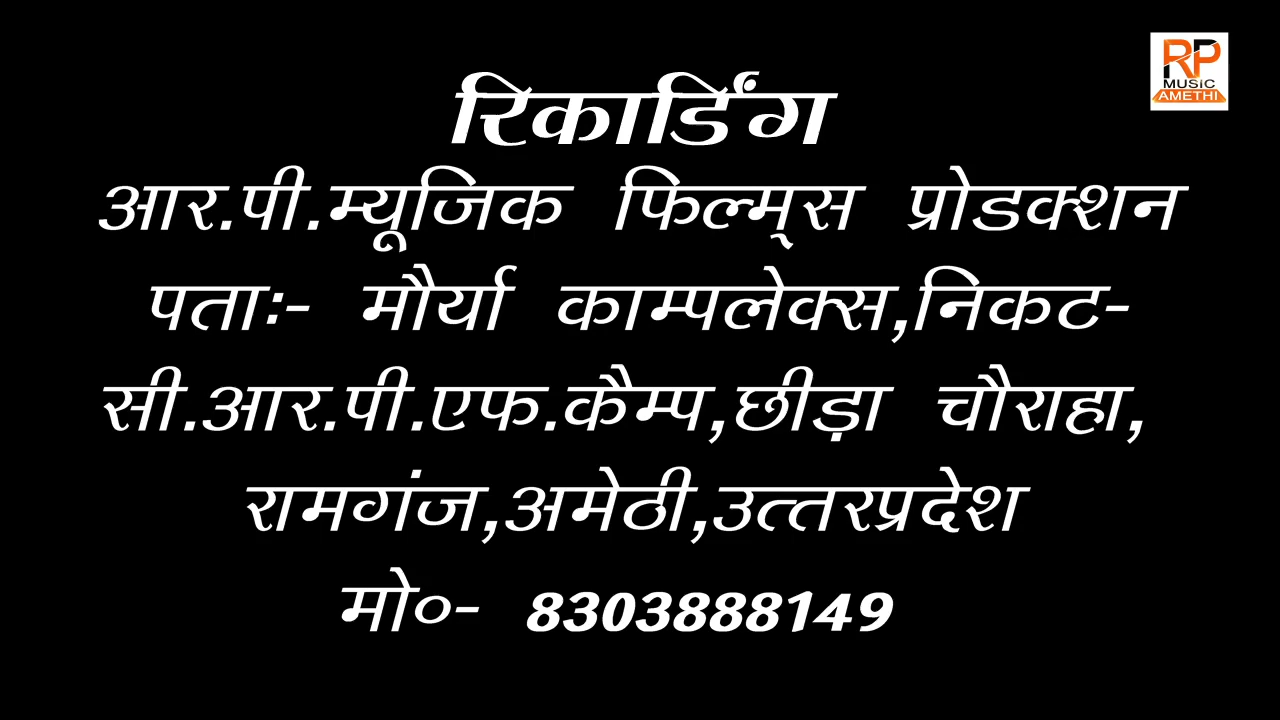 RP
MUSIC
AMETHI
रिकार्डिंग
आर.पी.म्यूजिक फिल्म्स प्रोडक्शन
पताः- मौर्या काम्पलेक्स,निकट-
सी.आर.पी.एफ.कैम्प,छीड़ा चौराहा,
रामगंज,अमेठी,उत्तरप्रदेश
मो०- 8303888149